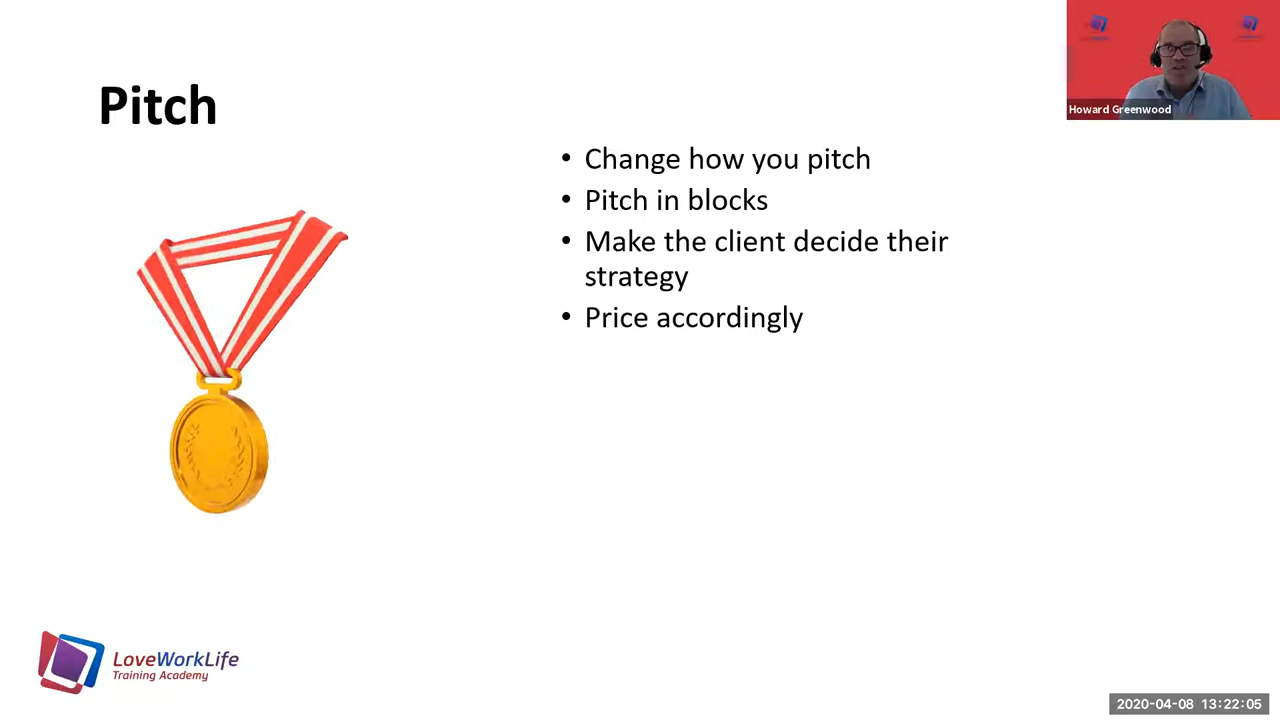 Howard Greenwood
Pitch
• Change how you pitch
• Pitch in blocks
• Make the client decide their
strategy
• Price accordingly
LoveWorkLife
Training Academy
2020-04-08 13:22:05